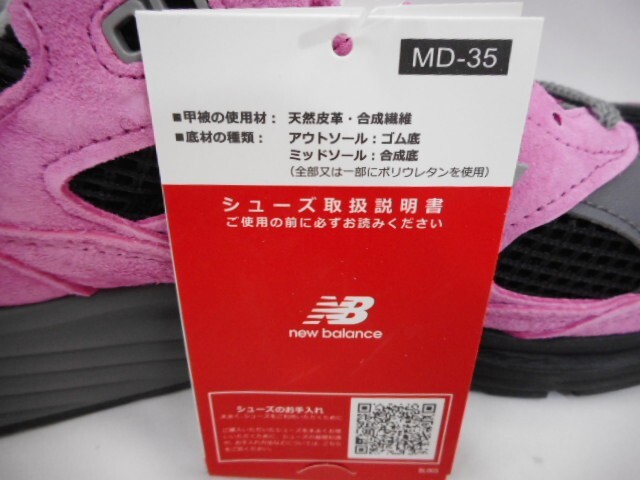 MD-35
■甲被の使用材： 天然皮革・合成繊維
■底材の種類： アウトソール：ゴム底
ミッドソール：合成底
（全部又は一部にポリウレタンを使用）
シューズ取扱説明書
ご使用の前に必ずお読みください
NB
new balance
シューズのお手入れ